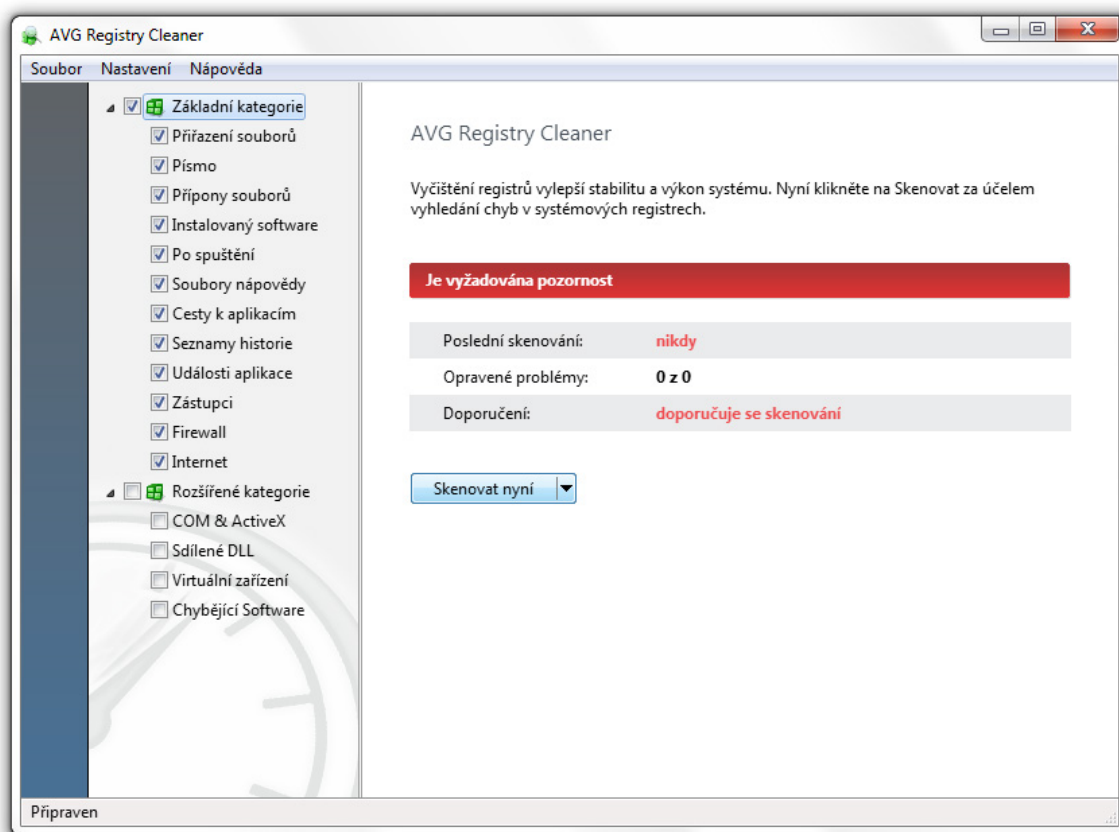 AVG Registry Cleaner
Soubor Nastavení Nápověda
Základní kategorie
Přiřazení souborů
Písmo
Přípony souborů
Instalovaný software
Po spuštění
Soubory nápovědy
Cesty k aplikacím
Seznamy historie
Události aplikace
Zástupci
Firewall
Internet
Rozšířené kategorie
COM & ActiveX
Sdílené DLL
Virtuální zařízení
Chybějící Software
AVG Registry Cleaner
Vyčištění registrů vylepší stabilitu a výkon systému. Nyní klikněte na Skenovat za účelem
vyhledání chyb v systémových registrech.
Je vyžadována pozornost
Poslední skenování: nikdy
Opravené problémy: 0 z 0
Doporučení: doporučuje se skenování
Skenovat nyní
Připraven